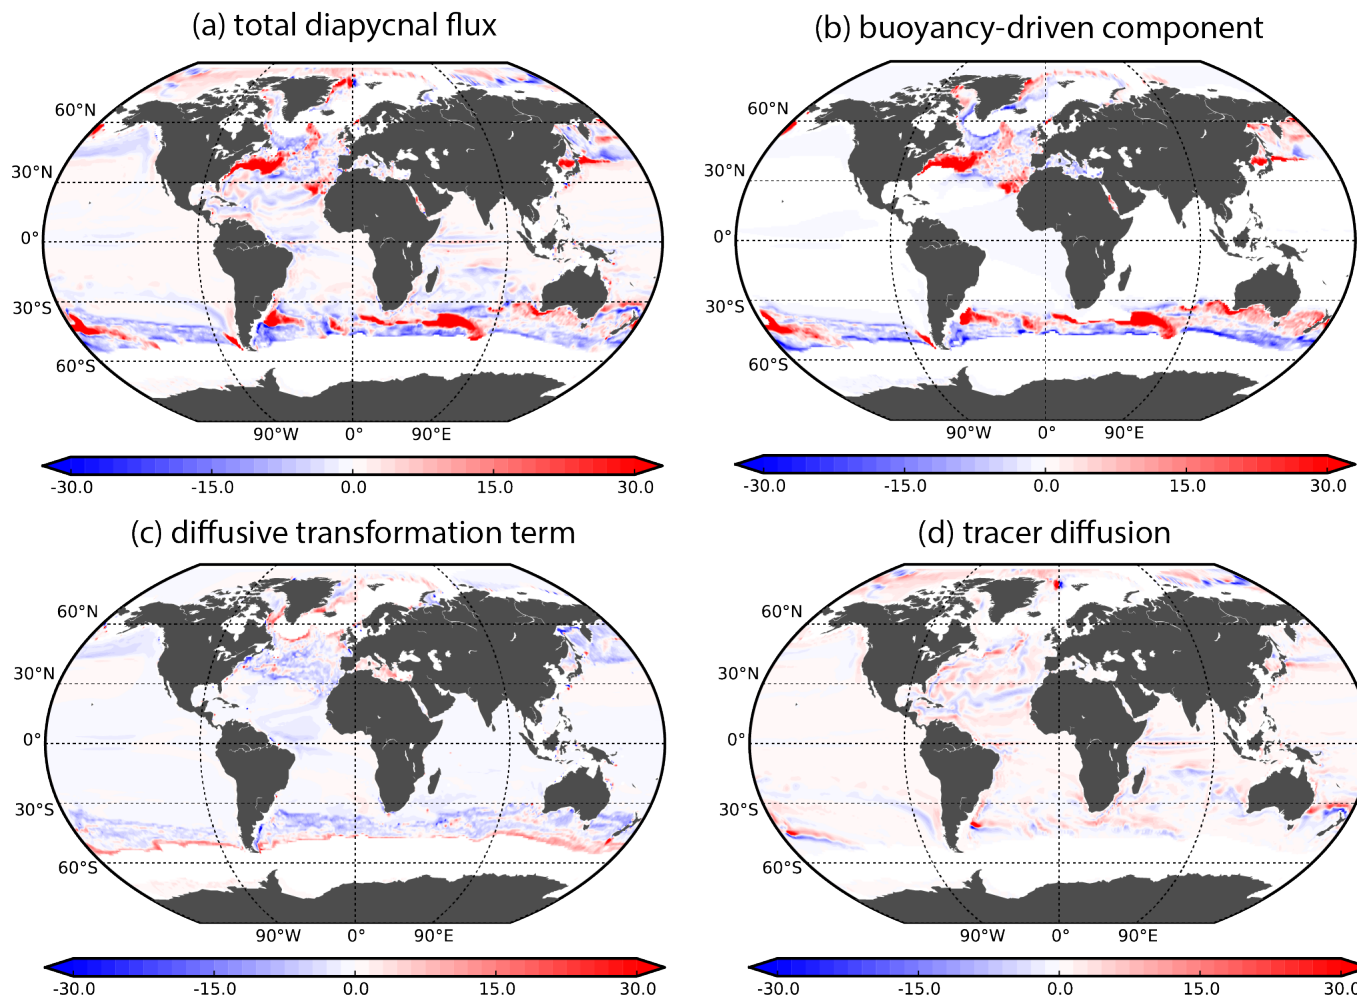 (a) total diapycnal flux
(b) buoyancy-driven component
60°N
30°N
0°
30°S
60°S
90°W 0° 90°E
-30.0 -15.0 0.0 15.0 30.0
60°N
30°N
0°
30°S
60°S
90°W 0° 90°E
-30.0 -15.0 0.0 15.0 30.0
(c) diffusive transformation term
(d) tracer diffusion
60°N
30°N
0°
30°S
60°S
90°W 0° 90°E
-30.0 -15.0 0.0 15.0 30.0
60°N
30°N
0°
30°S
60°S
90°W 0° 90°E
-30.0 -15.0 0.0 15.0 30.0